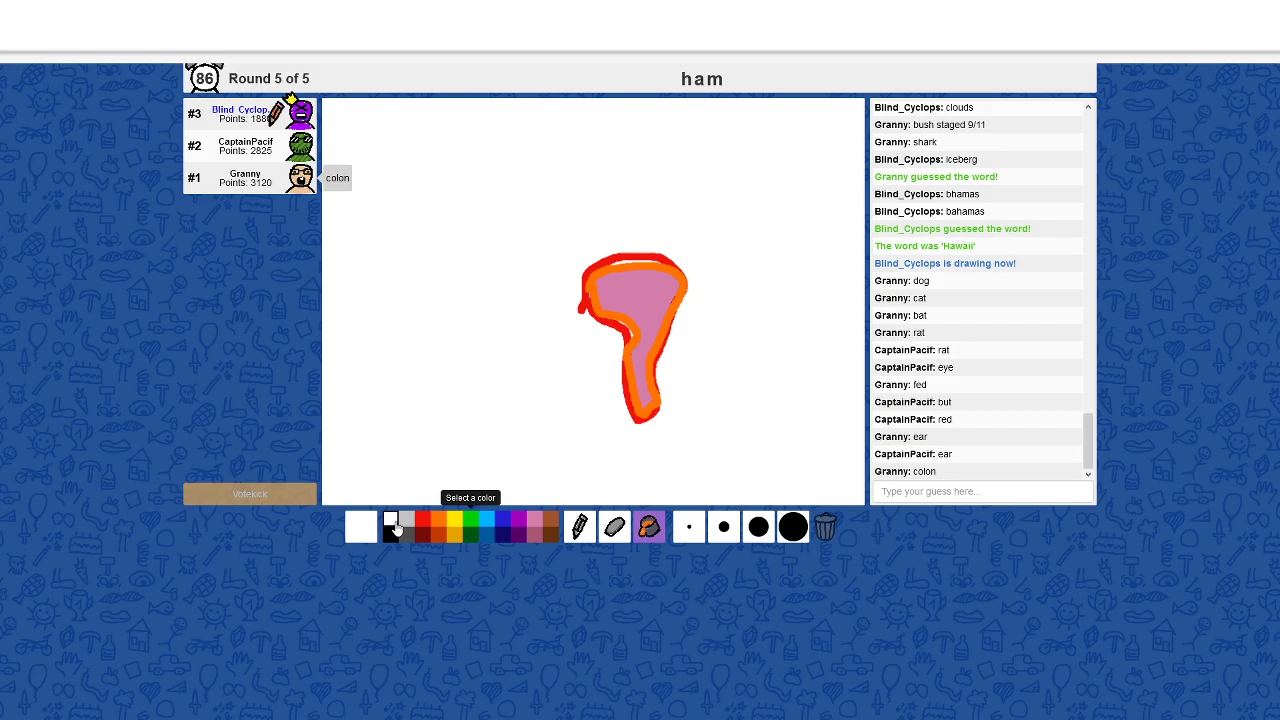 86
Round 5 of 5
ham
#3
Blind_Cyclop
Points: 188
#2
CaptainPacif
Points: 2825
#1
Granny
Points: 3120
colon
Votekick
Select a color
Blind_Cyclops: clouds
Granny: bush staged 9/11
Granny: shark
Blind_Cyclops: iceberg
Granny guessed the word!
Blind_Cyclops: bhamas
Blind_Cyclops: bahamas
Blind_Cyclops guessed the word!
The word was 'Hawaii'
Blind_Cyclops is drawing now!
Granny: dog
Granny: cat
Granny: bat
Granny: rat
CaptainPacif: rat
CaptainPacif: eye
Granny: fed
CaptainPacif: but
CaptainPacif: red
Granny: ear
CaptainPacif: ear
Granny: colon
Type your guess here...